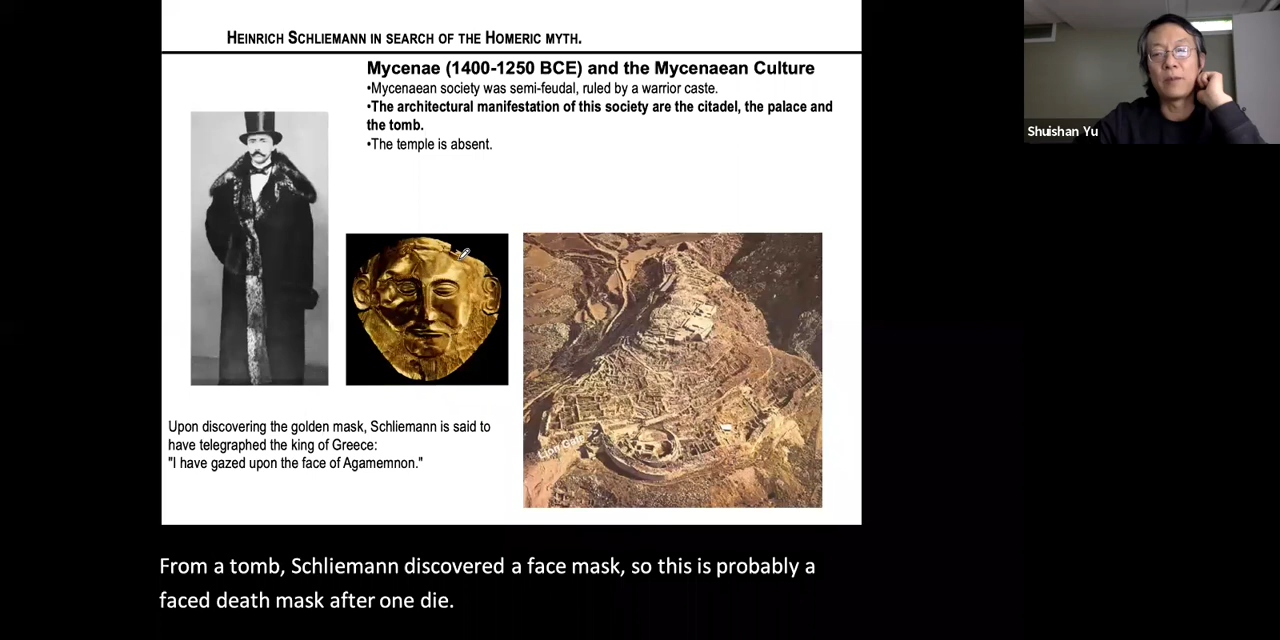 HEINRICH SCHLIEMANN IN SEARCH OF THE HOMERIC MYTH.
Mycenae (1400-1250 BCE) and the Mycenaean Culture
•Mycenaean society was semi-feudal, ruled by a warrior caste.
•The architectural manifestation of this society are the citadel, the palace and
the tomb.
•The temple is absent.
Shuishan Yu
Lion Gate
Upon discovering the golden mask, Schliemann is said to
have telegraphed the king of Greece:
"I have gazed upon the face of Agamemnon."
From a tomb, Schliemann discovered a face mask, so this is probably a
faced death mask after one die.